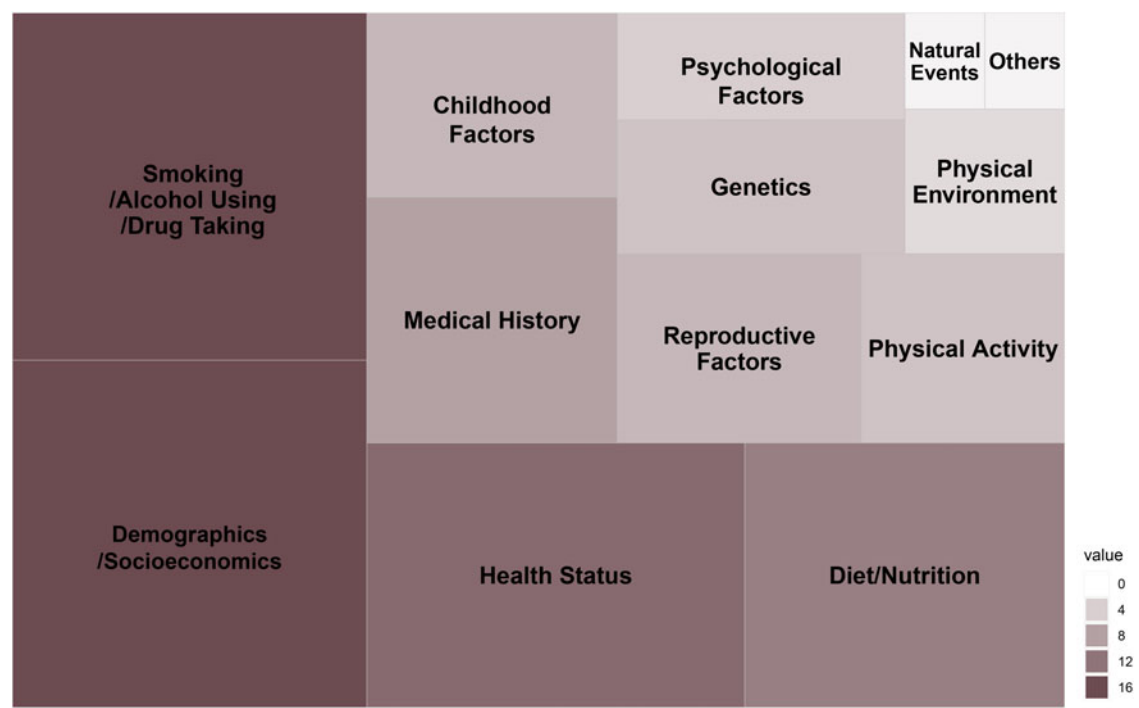 Smoking
/Alcohol Using
/Drug Taking
Demographics
/Socioeconomics
Childhood
Factors
Medical History
Psychological
Factors
Genetics
Natural
Events
Others
Physical
Environment
Reproductive
Factors
Physical Activity
Health Status
Diet/Nutrition
value
0
4
8
12
16